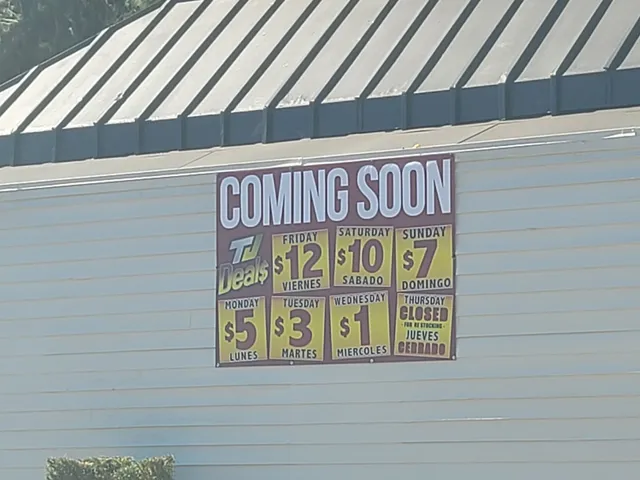 COMING SOON
TJ Deal$
FRIDAY
$12
VIERNES
SATURDAY
$10
SABADO
SUNDAY
$7
DOMINGO
MONDAY
$5
LUNES
TUESDAY
$3
MARTES
WEDNESDAY
$1
MIERCOLES
THURSDAY
CLOSED
FOR RE STOCKING
JUEVES
CERRADO